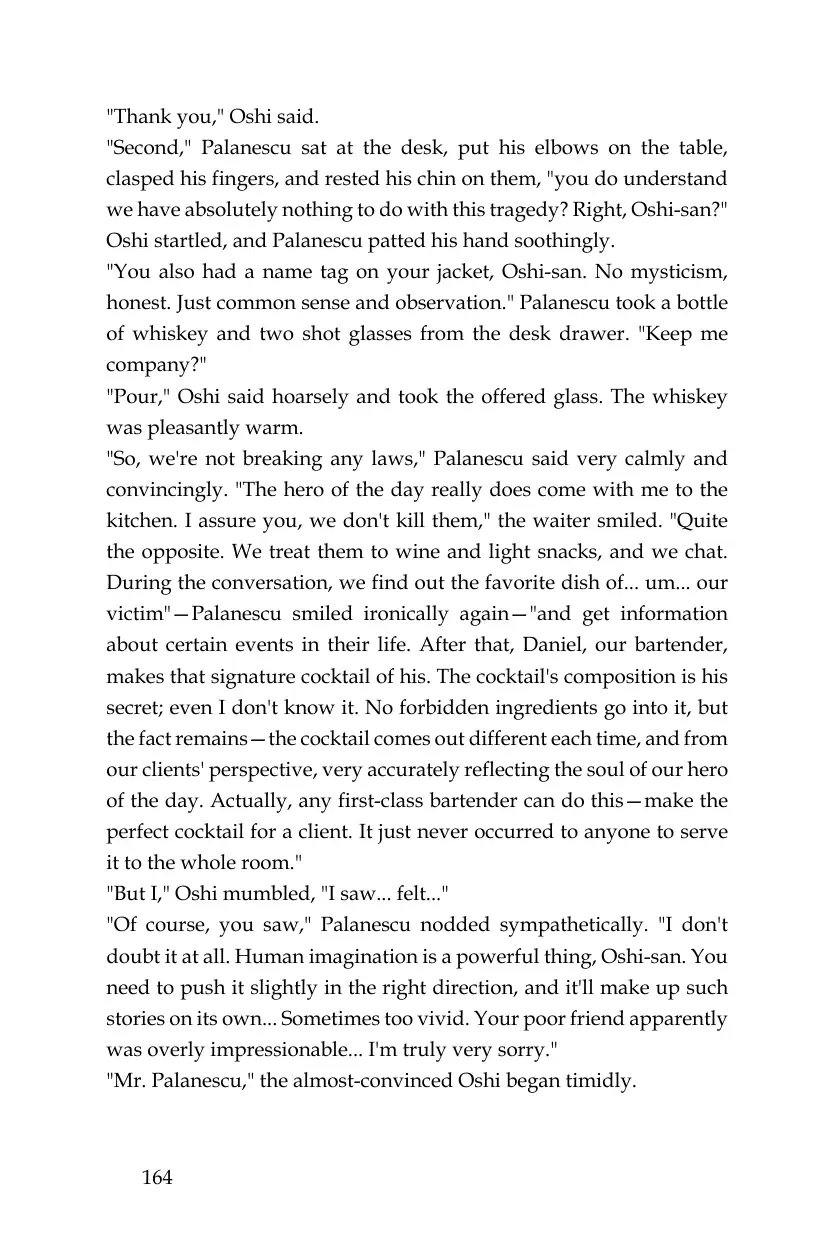 "Thank you," Oshi said.
"Second," Palanescu sat at the desk, put his elbows on the table,
clasped his fingers, and rested his chin on them, "you do understand
we have absolutely nothing to do with this tragedy? Right, Oshi-san?"
Oshi startled, and Palanescu patted his hand soothingly.
"You also had a name tag on your jacket, Oshi-san. No mysticism,
honest. Just common sense and observation." Palanescu took a bottle
of whiskey and two shot glasses from the desk drawer. "Keep me
company?"
"Pour," Oshi said hoarsely and took the offered glass. The whiskey
was pleasantly warm.
"So, we're not breaking any laws," Palanescu said very calmly and
convincingly. "The hero of the day really does come with me to the
kitchen. I assure you, we don't kill them," the waiter smiled. "Quite
the opposite. We treat them to wine and light snacks, and we chat.
During the conversation, we find out the favorite dish of... um... our
victim"—Palanescu smiled ironically again—"and get information
about certain events in their life. After that, Daniel, our bartender,
makes that signature cocktail of his. The cocktail's composition is his
secret; even I don't know it. No forbidden ingredients go into it, but
the fact remains—the cocktail comes out different each time, and from
our clients' perspective, very accurately reflecting the soul of our hero
of the day. Actually, any first-class bartender can do this—make the
perfect cocktail for a client. It just never occurred to anyone to serve
it to the whole room."
"But I," Oshi mumbled, "I saw... felt..."
"Of course, you saw," Palanescu nodded sympathetically. "I don't
doubt it at all. Human imagination is a powerful thing, Oshi-san. You
need to push it slightly in the right direction, and it'll make up such
stories on its own... Sometimes too vivid. Your poor friend apparently
was overly impressionable... I'm truly very sorry."
"Mr. Palanescu," the almost-convinced Oshi began timidly.
164